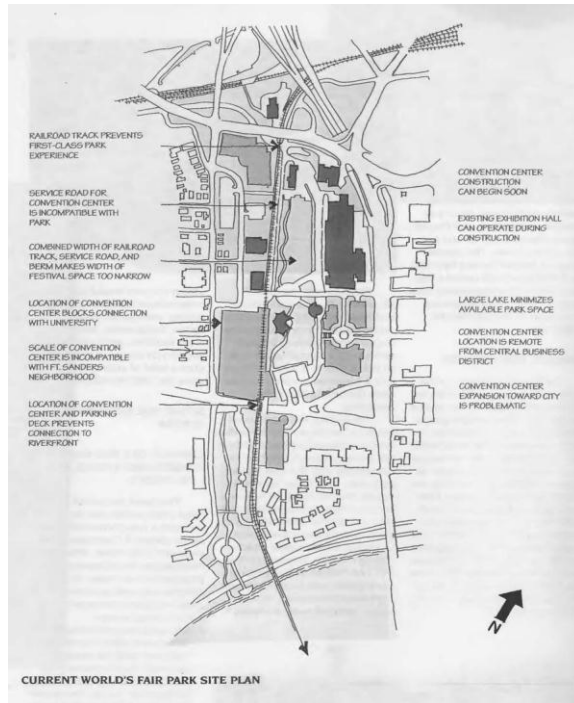 RAILROAD TRACK PREVENTS
FIRST-CLASS PARK
EXPERIENCE
SERVICE ROAD FOR
CONVENTION CENTER
IS INCOMPATIBLE WITH
PARK
COMBINED WIDTH OF RAILROAD
TRACK, SERVICE ROAD, AND
BERM MAKES WIDTH OF
FESTIVAL SPACE TOO NARROW
LOCATION OF CONVENTION
CENTER BLOCKS CONNECTION
WITH UNIVERSITY
SCALE OF CONVENTION
CENTER IS INCOMPATIBLE
WITH FT. SANDERS
NEIGHBORHOOD
LOCATION OF CONVENTION
CENTER AND PARKING
DECK PREVENTS
CONNECTION TO
RIVERFRONT
CONVENTION CENTER
CONSTRUCTION
CAN BEGIN SOON
EXISTING EXHIBITION HALL
CAN OPERATE DURING
CONSTRUCTION
LARGE LAKE MINIMIZES
AVAILABLE PARK SPACE
CONVENTION CENTER
LOCATION IS REMOTE
FROM CENTRAL BUSINESS
DISTRICT
CONVENTION CENTER
EXPANSION TOWARD CITY
IS PROBLEMATIC
N
CURRENT WORLD'S FAIR PARK SITE PLAN